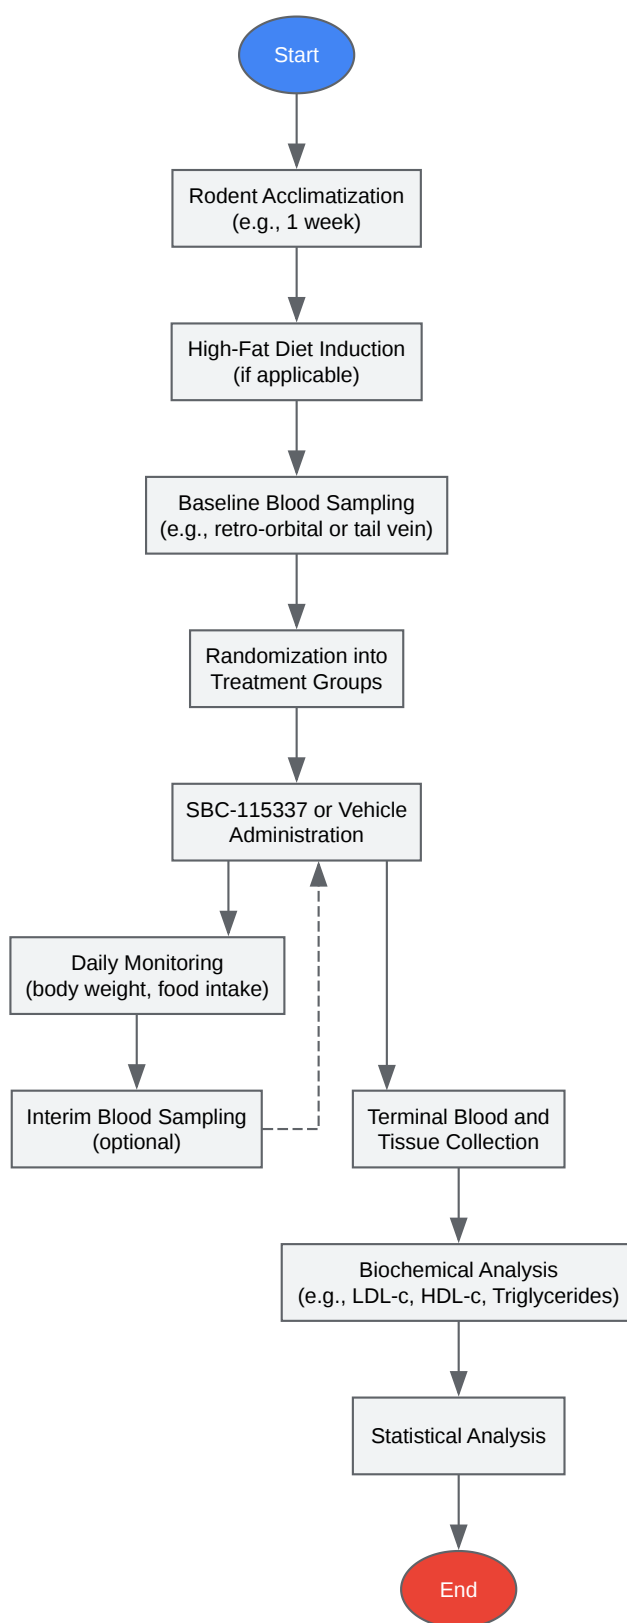 Start
Rodent Acclimatization
(e.g., 1 week)
High-Fat Diet Induction
(if applicable)
Baseline Blood Sampling
(e.g., retro-orbital or tail vein)
Randomization into
Treatment Groups
SBC-115337 or Vehicle
Administration
Daily Monitoring
(body weight, food intake)
Interim Blood Sampling
(optional)
Terminal Blood and
Tissue Collection
Biochemical Analysis
(e.g., LDL-c, HDL-c, Triglycerides)
Statistical Analysis
End